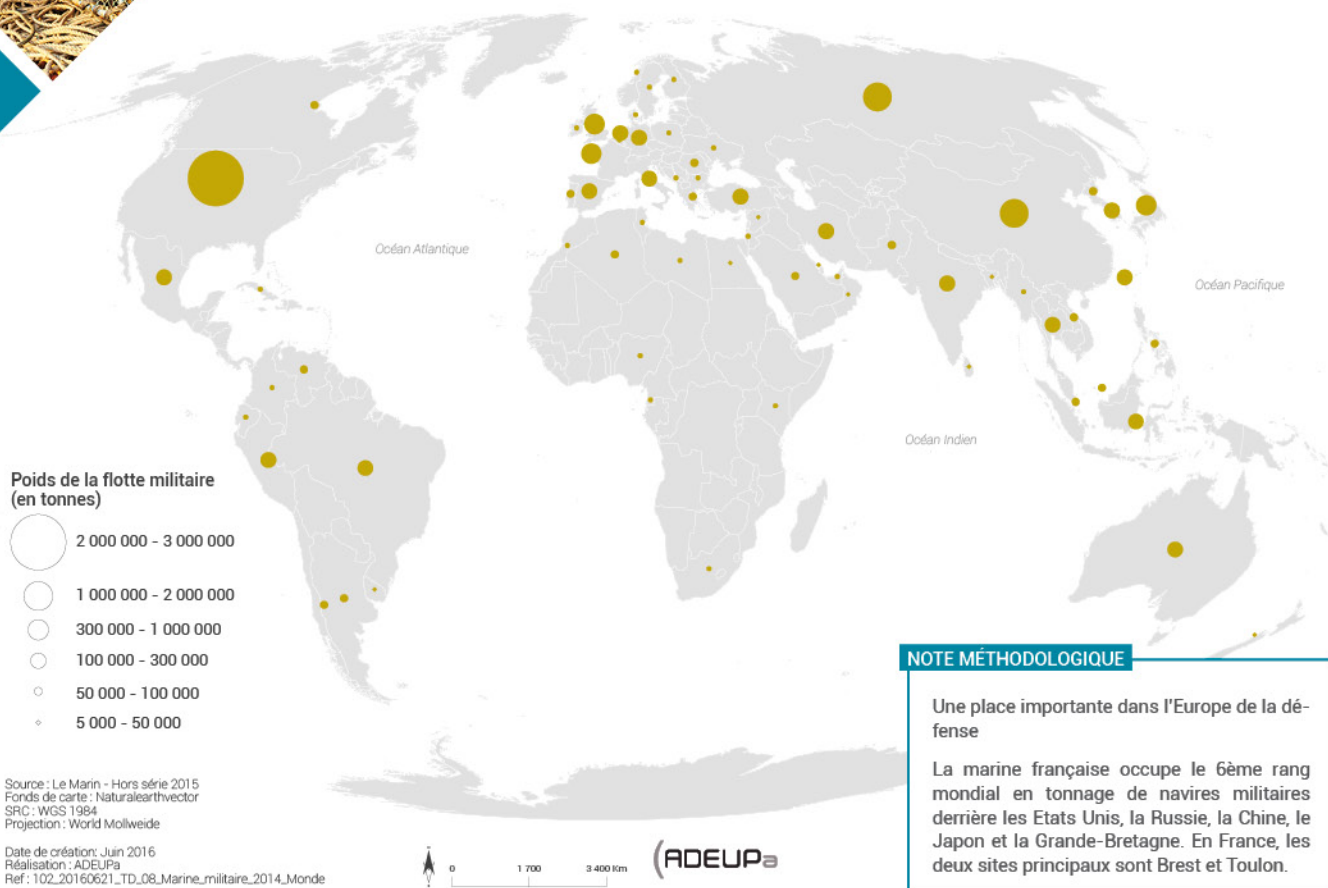 Océan Atlantique
Océan Pacifique
Océan Indien
Poids de la flotte militaire
(en tonnes)
2 000 000 - 3 000 000
1 000 000 - 2 000 000
300 000 - 1 000 000
100 000 - 300 000
50 000 - 100 000
5 000 - 50 000
Source : Le Marin - Hors série 2015
Fonds de carte : Naturalearthvector
SRC : WGS 1984
Projection : World Mollweide
Date de création: Juin 2016
Réalisation : ADEUPa
Ref : 102_20160621_TD_08_Marine_militaire_2014_Monde
0 1 700 3 400 Km
ADEUPa
NOTE MÉTHODOLOGIQUE
Une place importante dans l'Europe de la dé-
fense
La marine française occupe le 6ème rang
mondial en tonnage de navires militaires
derrière les Etats Unis, la Russie, la Chine, le
Japon et la Grande-Bretagne. En France, les
deux sites principaux sont Brest et Toulon.